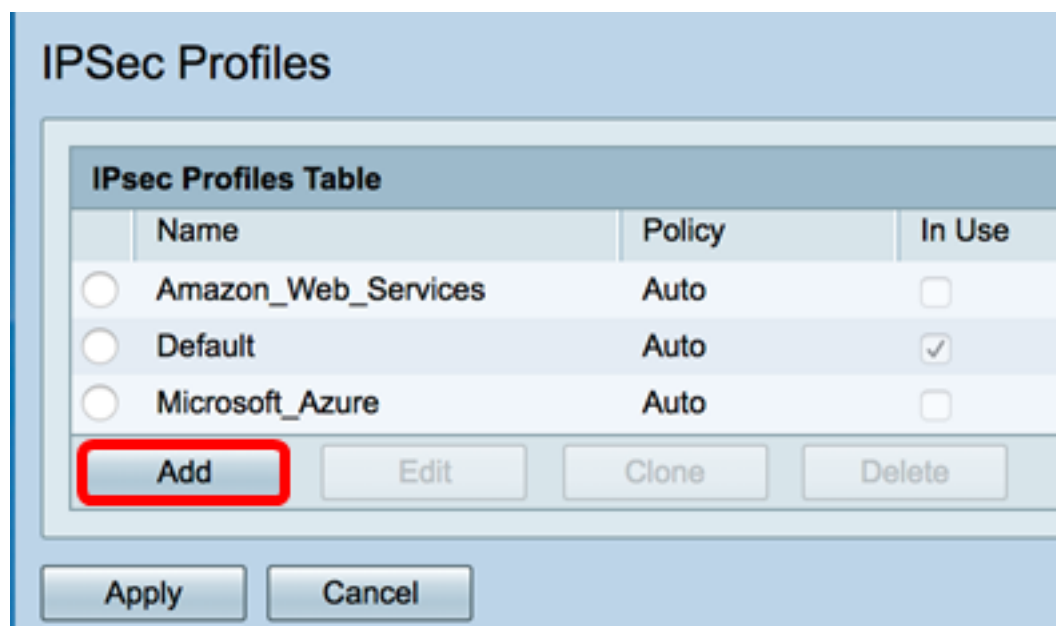 IPSec Profiles
IPsec Profiles Table
Name Policy In Use
Amazon_Web_Services Auto
Default Auto
Microsoft_Azure Auto
Add Edit Clone Delete
Apply Cancel